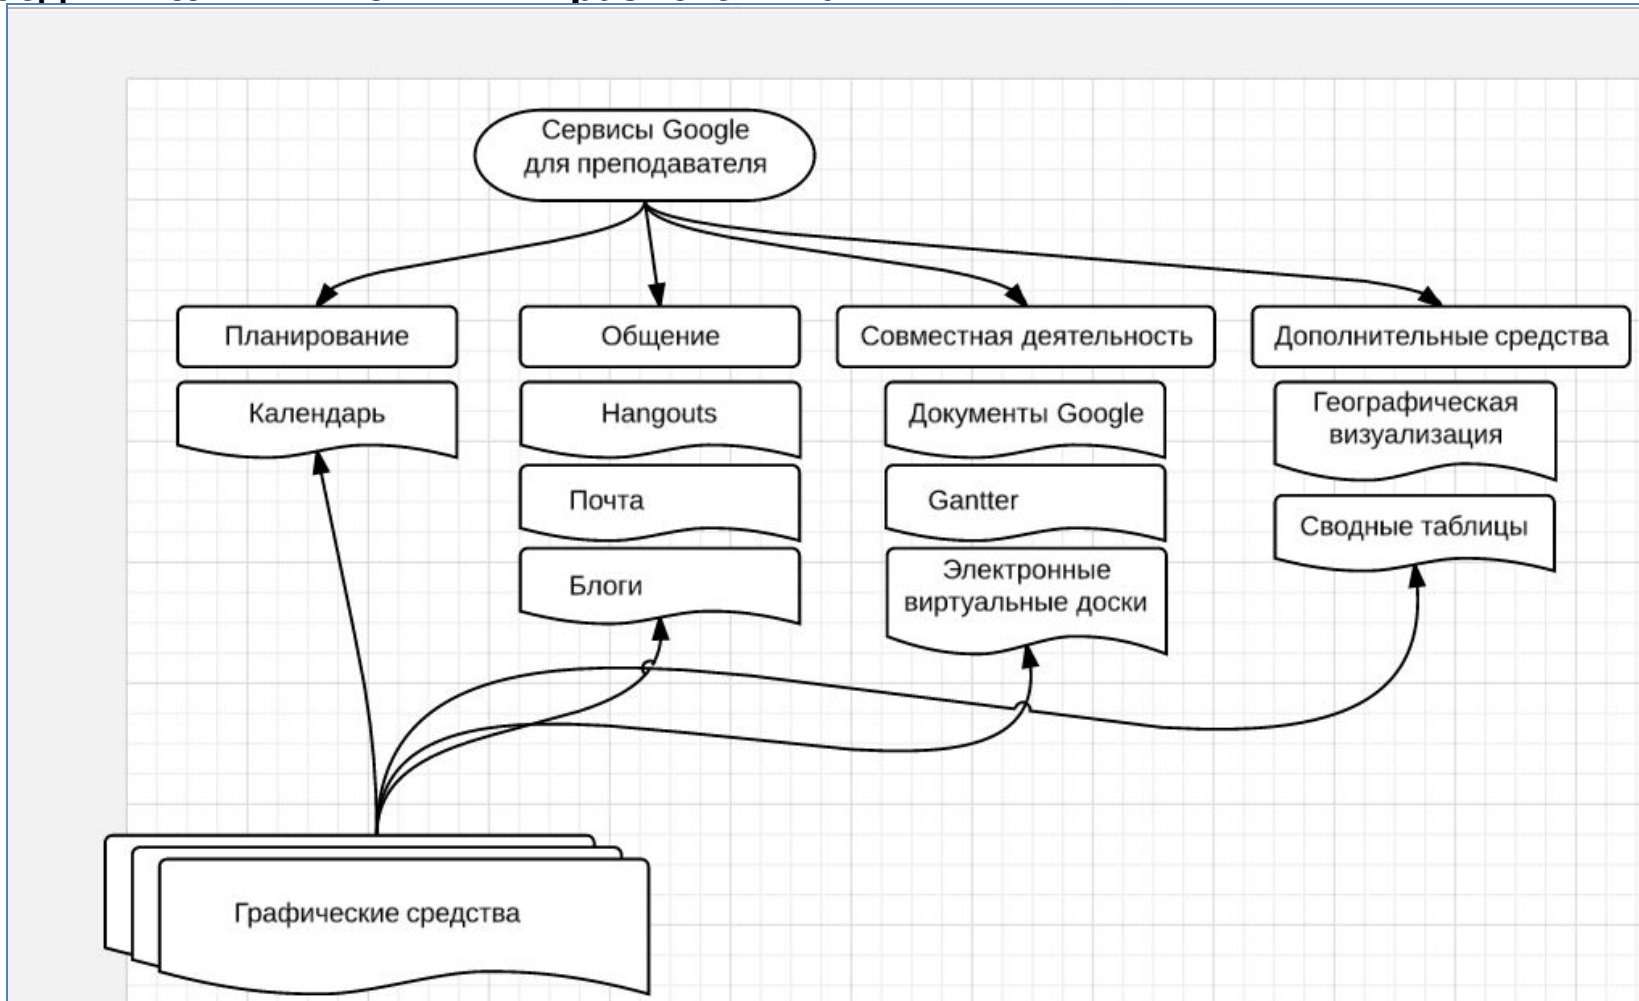 Сервисы Google
для преподавателя
Планирование
Общение
Совместная деятельность
Дополнительные средства
Календарь
Hangouts
Документы Google
Географическая
визуализация
Почта
Gantter
Сводные таблицы
Блоги
Электронные
виртуальные доски
Графические средства